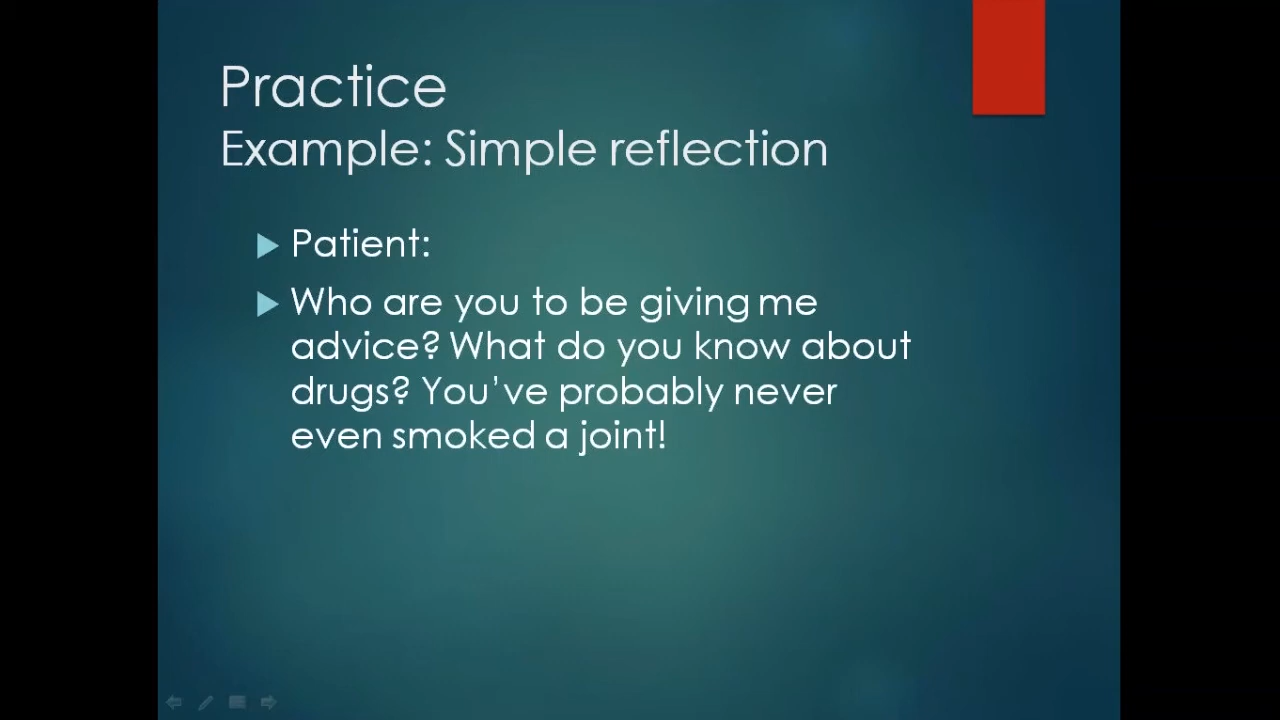 Practice
Example: Simple reflection
Patient:
Who are you to be giving me
advice? What do you know about
drugs? You've probably never
even smoked a joint!